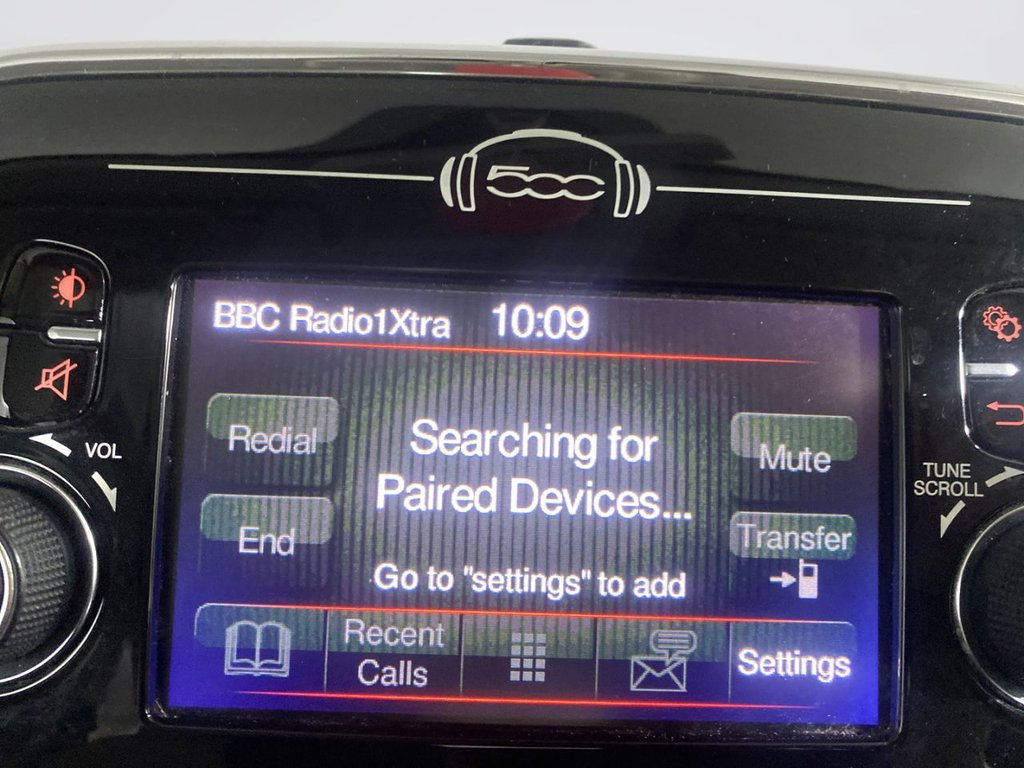 500
BBC Radio1Xtra 10:09
VOL
TUNE
SCROLL
Redial
Searching for
Paired Devices...
Mute
End
Transfer
Go to "settings" to add
Recent
Calls
Settings